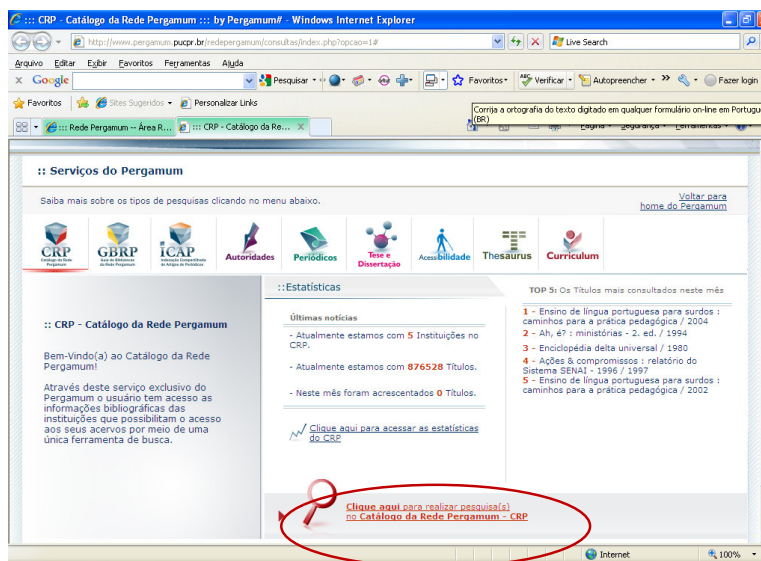 ::: CRP - Catálogo da Rede Pergamum ::: by Pergamum# - Windows Internet Explorer
http://www.pergamum.pucpr.br/redepergamum/consultas/index.php?opcao=1#
Live Search
Arquivo Editar Exibir Favoritos Ferramentas Ajuda
x Google Pesquisar Favoritos Verificar Autopreencher » Fazer login
Favoritos Sites Sugeridos Personalizar Links
Corrija a ortografia do texto digitado em qualquer formulário on-line em Portugu
(BR)
::: Rede Pergamum -- Área R... ::: CRP - Catálogo da Re... X
Página Segurança Ferramentas
:: Serviços do Pergamum
Saiba mais sobre os tipos de pesquisas clicando no menu abaixo.
Voltar para
home do Pergamum
CRP GBRP iCAP Autoridades Periódicos Tese e Dissertação Acessibilidade Thesaurus Curriculum
::Estatísticas
TOP 5: Os Títulos mais consultados neste mês
Últimas notícias
- Atualmente estamos com 5 Instituições no
CRP.
- Atualmente estamos com 876528 Títulos.
- Neste mês foram acrescentados 0 Títulos.
Clique aqui para acessar as estatísticas
do CRP
1 - Ensino de língua portuguesa para surdos :
caminhos para a prática pedagógica / 2004
2 - Ah, é? : ministórias - 2. ed. / 1994
3 - Enciclopédia delta universal / 1980
4 - Ações & compromissos : relatório do
Sistema SENAI - 1996 / 1997
5 - Ensino de língua portuguesa para surdos :
caminhos para a prática pedagógica / 2002
:: CRP - Catálogo da Rede Pergamum
Bem-Vindo(a) ao Catálogo da Rede
Pergamum!
Através deste serviço exclusivo do
Pergamum o usuário tem acesso as
informações bibliográficas das
instituições que possibilitam o acesso
aos seus acervos por meio de uma
única ferramenta de busca.
Clique aqui para realizar pesquisa(s)
no Catálogo da Rede Pergamum - CRP
Internet
100%